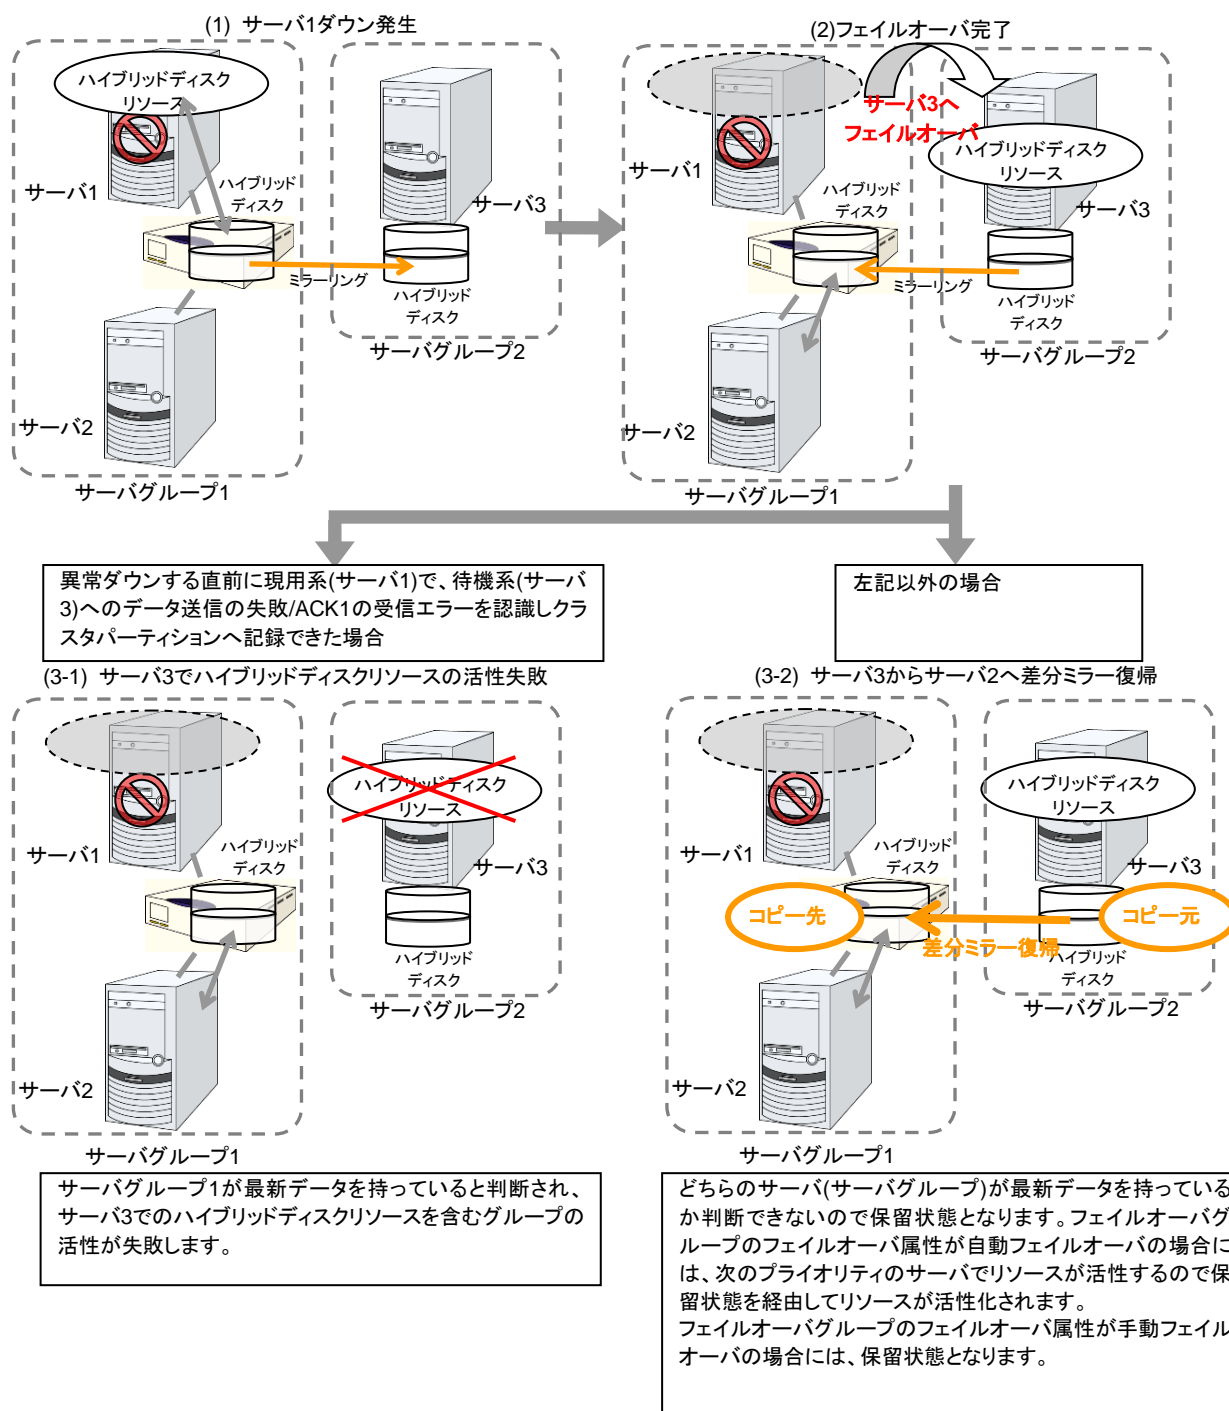 (1) サーバ1ダウン発生
ハイブリッドディスク
リソース
サーバ1
ハイブリッド
ディスク
サーバ3
ミラーリング
ハイブリッド
ディスク
サーバグループ2
サーバ2
サーバグループ1
(2)フェイルオーバ完了
サーバ3へ
フェイルオーバ
ハイブリッドディスク
リソース
サーバ1
ハイブリッド
ディスク
サーバ3
ミラーリング
ハイブリッド
ディスク
サーバグループ2
サーバ2
サーバグループ1
異常ダウンする直前に現用系(サーバ1)で、待機系(サーバ
3)へのデータ送信の失敗/ACK1の受信エラーを認識しクラ
スタパーティションへ記録できた場合
左記以外の場合
(3-1) サーバ3でハイブリッドディスクリソースの活性失敗
ハイブリッドディスク
リソース
サーバ1
ハイブリッド
ディスク
サーバ3
ハイブリッド
ディスク
サーバグループ2
サーバ2
サーバグループ1
サーバグループ1が最新データを持っていると判断され、
サーバ3でのハイブリッドディスクリソースを含むグループの
活性が失敗します。
(3-2) サーバ3からサーバ2へ差分ミラー復帰
ハイブリッドディスク
リソース
サーバ1
ハイブリッド
ディスク
サーバ3
コピー先
コピー元
差分ミラー復帰
ハイブリッド
ディスク
サーバグループ2
サーバ2
サーバグループ1
どちらのサーバ(サーバグループ)が最新データを持っている
か判断できないので保留状態となります。フェイルオーバグ
ループのフェイルオーバ属性が自動フェイルオーバの場合に
は、次のプライオリティのサーバでリソースが活性するので保
留状態を経由してリソースが活性化されます。
フェイルオーバグループのフェイルオーバ属性が手動フェイル
オーバの場合には、保留状態となります。